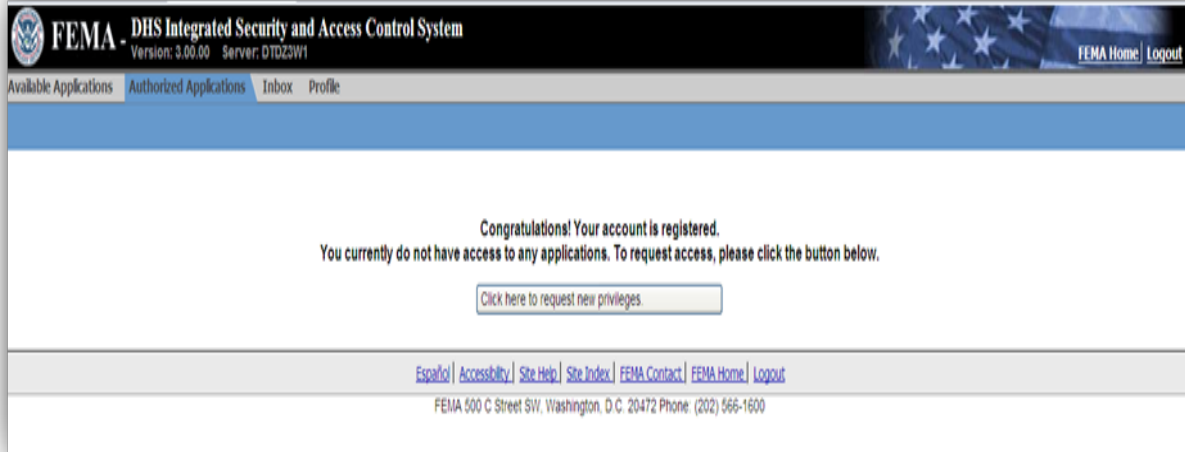 FEMA - DHS Integrated Security and Access Control System
Version: 3.00.00 Server: DTDZ3W1
FEMA Home | Logout
Available Applications Authorized Applications Inbox Profile
Congratulations! Your account is registered.
You currently do not have access to any applications. To request access, please click the button below.
Click here to request new privileges.
Español | Accessibility | Site Help | Site Index | FEMA Contact | FEMA Home | Logout
FEMA 500 C Street SW, Washington, D.C. 20472 Phone: (202) 566-1600